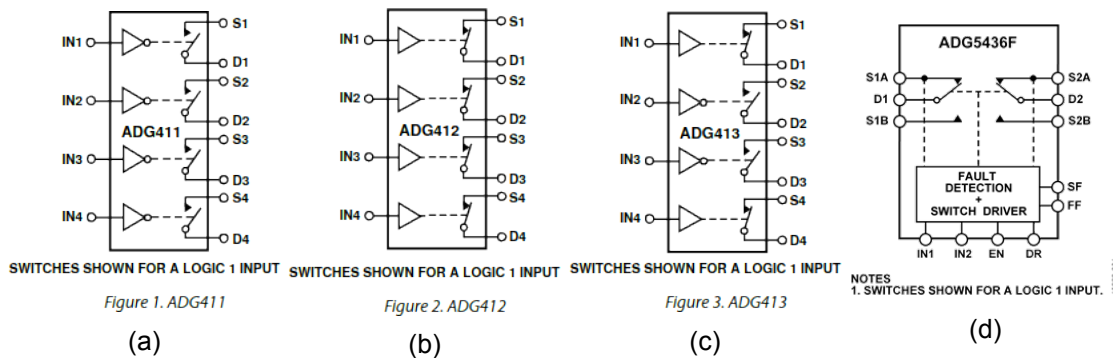 S1
IN1
D1
S2
IN2
D2
ADG411
S3
IN3
D3
S4
IN4
D4
SWITCHES SHOWN FOR A LOGIC 1 INPUT
Figure 1. ADG411
(a)
S1
IN1
D1
S2
IN2
D2
ADG412
S3
IN3
D3
S4
IN4
D4
SWITCHES SHOWN FOR A LOGIC 1 INPUT
Figure 2. ADG412
(b)
S1
IN1
D1
S2
IN2
D2
ADG413
S3
IN3
D3
S4
IN4
D4
SWITCHES SHOWN FOR A LOGIC 1 INPUT
Figure 3. ADG413
(c)
ADG5436F
S1A
S2A
D1
D2
S1B
S2B
FAULT
DETECTION
+
SWITCH DRIVER
SF
FF
IN1 IN2 EN DR
NOTES
1. SWITCHES SHOWN FOR A LOGIC 1 INPUT.
(d)